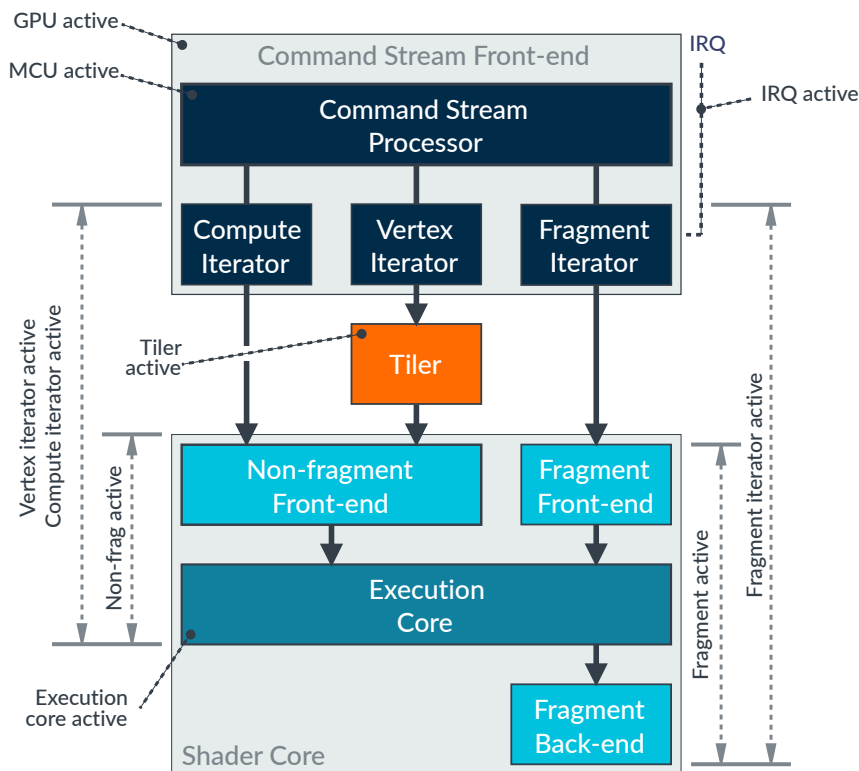 GPU active
Command Stream Front-end
IRQ
MCU active
IRQ active
Command Stream
Processor
Compute
Iterator
Vertex
Iterator
Fragment
Iterator
Tiler
active
Tiler
Vertex iterator active
Compute iterator active
Non-frag active
Non-fragment
Front-end
Fragment
Front-end
Fragment active
Fragment iterator active
Execution
Core
Execution
core active
Fragment
Back-end
Shader Core